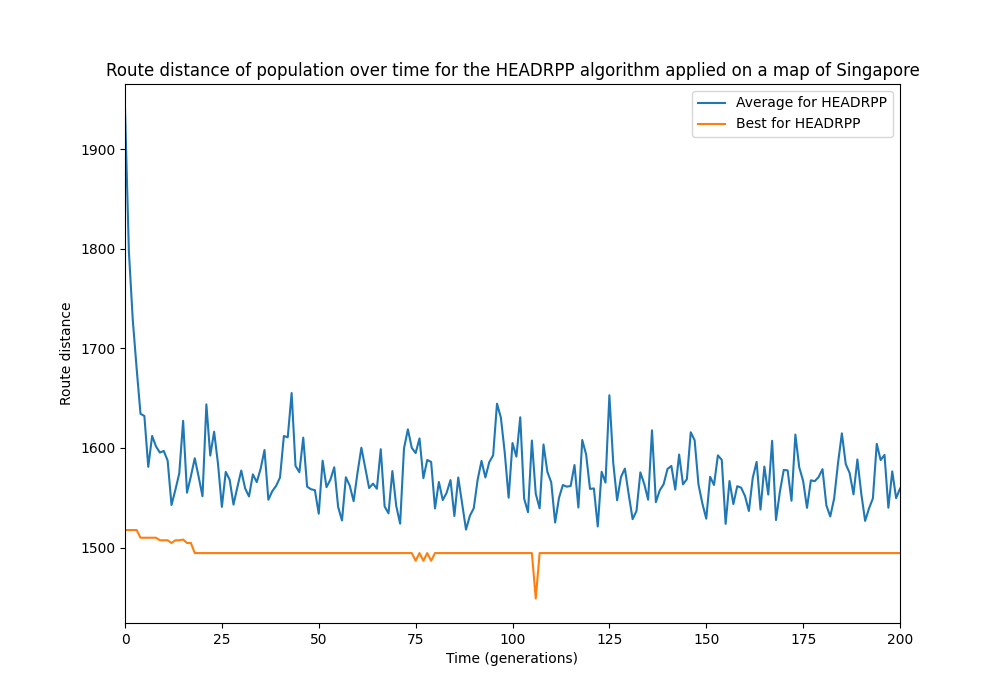 Route distance of population over time for the HEADRPP algorithm applied on a map of Singapore
Average for HEADRPP
Best for HEADRPP
Route distance
1900
1800
1700
1600
1500
0 25 50 75 100 125 150 175 200
Time (generations)